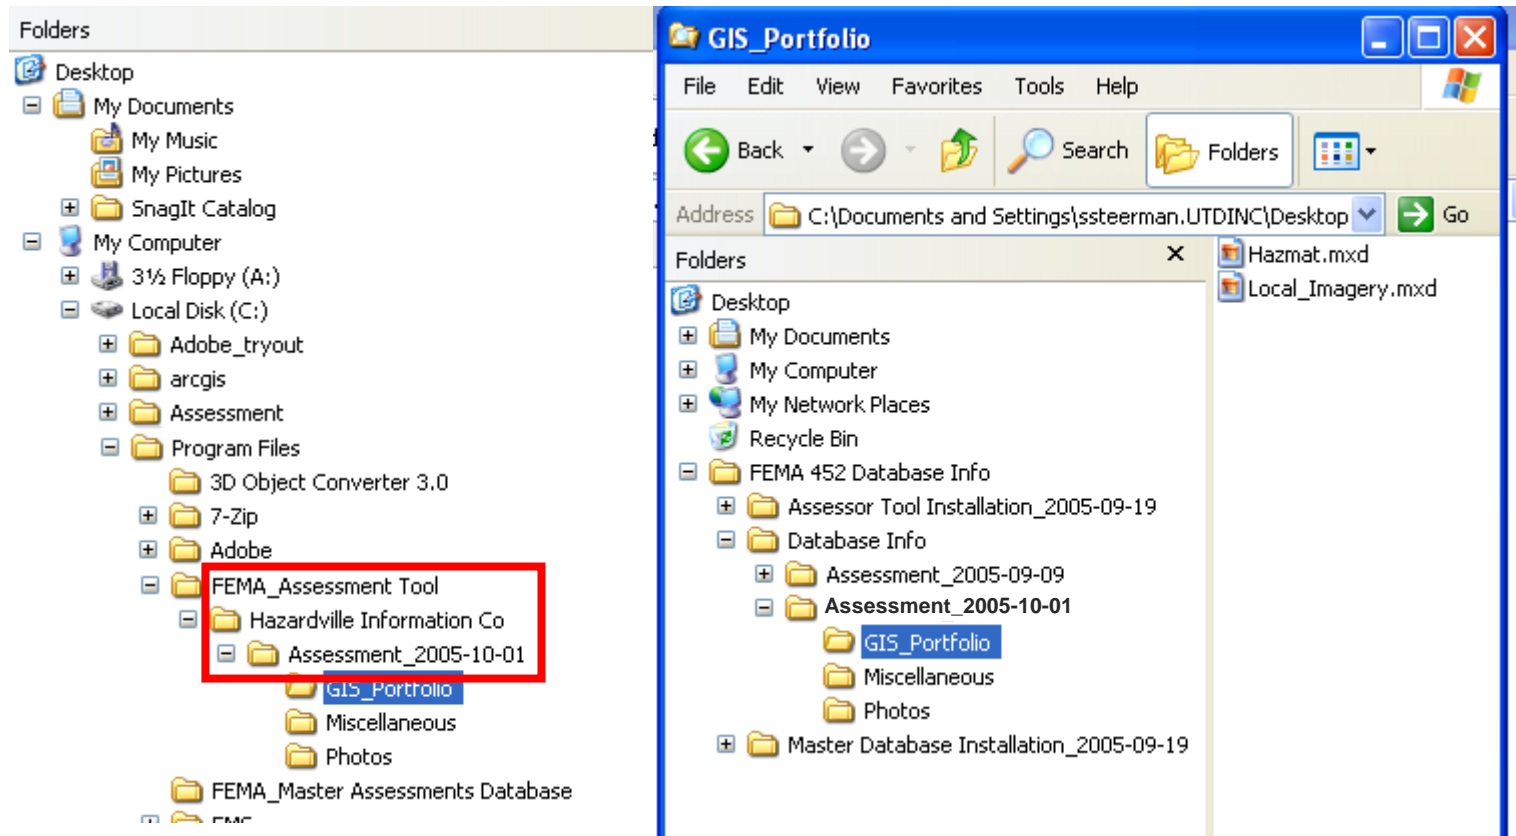 Folders
Desktop
My Documents
My Music
My Pictures
SnagIt Catalog
My Computer
3½ Floppy (A:)
Local Disk (C:)
Adobe_tryout
arcgis
Assessment
Program Files
3D Object Converter 3.0
7-Zip
Adobe
FEMA_Assessment Tool
Hazardville Information Co
Assessment_2005-10-01
GIS_Portfolio
Miscellaneous
Photos
FEMA_Master Assessments Database
GIS_Portfolio
File Edit View Favorites Tools Help
Back Search Folders
Address C:\Documents and Settings\ssteerman.UTDINC\Desktop Go
Folders
Desktop
My Documents
My Computer
My Network Places
Recycle Bin
FEMA 452 Database Info
Assessor Tool Installation_2005-09-19
Database Info
Assessment_2005-09-09
Assessment_2005-10-01
GIS_Portfolio
Miscellaneous
Photos
Master Database Installation_2005-09-19
Hazmat.mxd
Local_Imagery.mxd